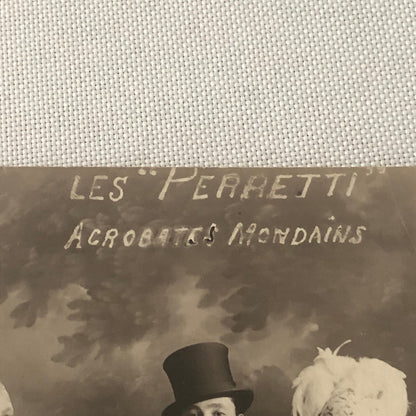 LES "PERRETTI"
ACROBATES MONDAINS